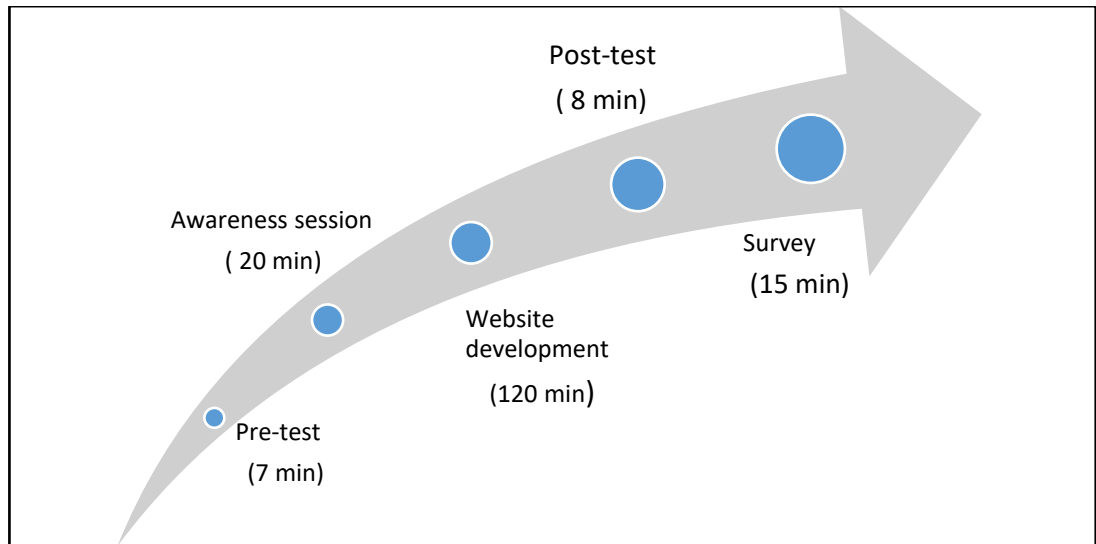 Post-test
( 8 min)
Awareness session
( 20 min)
Survey
(15 min)
Website
development
(120 min)
Pre-test
(7 min)